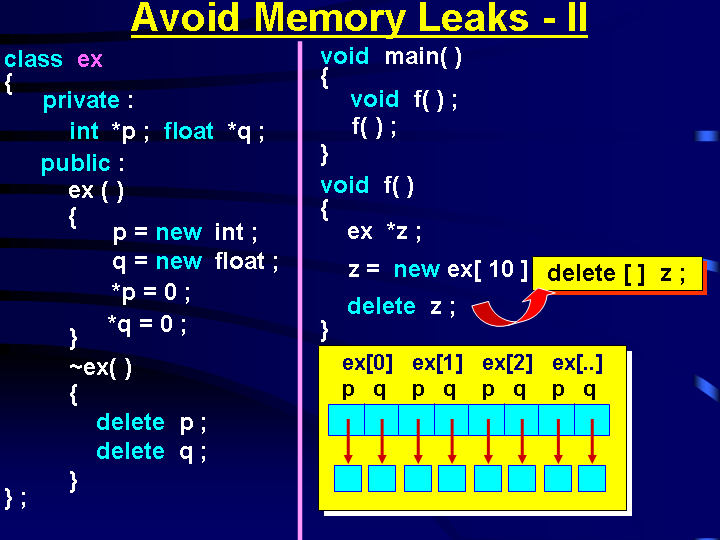 Avoid Memory Leaks - II
class ex
{
private :
int *p ; float *q ;
public :
ex ( )
{
p = new int ;
q = new float ;
*p = 0 ;
*q = 0 ;
}
~ex( )
{
delete p ;
delete q ;
}
} ;
void main( )
{
void f( ) ;
f( ) ;
}
void f( )
{
ex *z ;
z = new ex[ 10 ]
delete z ;
}
delete [ ] z ;
ex[0] ex[1] ex[2] ex[..]
p q p q p q p q